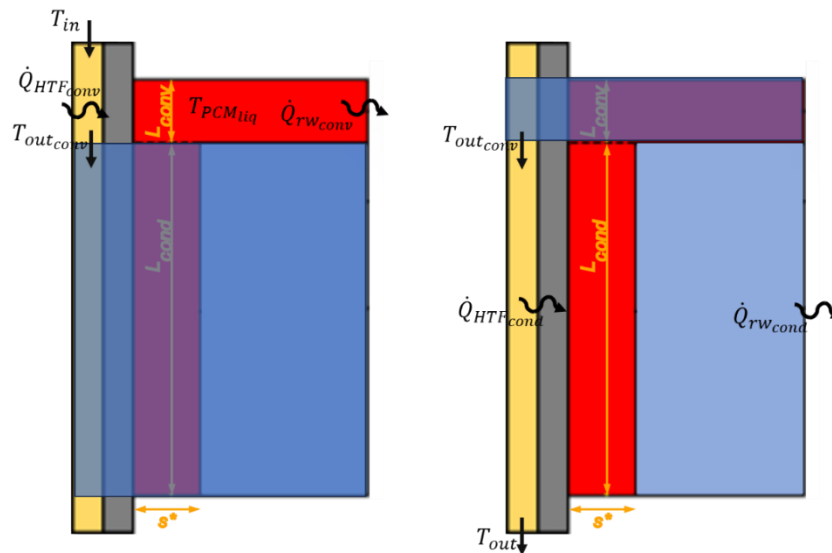 T_in
Q̇_HTF_conv
T_out_conv
T_PCM_liq
Q̇_rw_conv
L_conv
L_cond
s*
T_out_conv
L_conv
L_cond
Q̇_HTF_cond
Q̇_rw_cond
s*
T_out